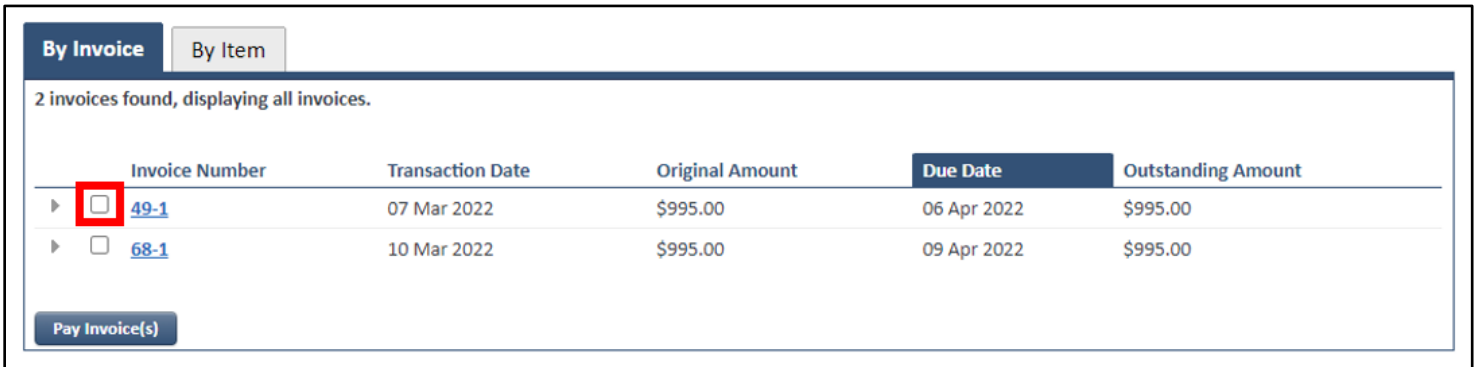 By Invoice By Item
2 invoices found, displaying all invoices.
Invoice Number Transaction Date Original Amount Due Date Outstanding Amount
49-1 07 Mar 2022 $995.00 06 Apr 2022 $995.00
68-1 10 Mar 2022 $995.00 09 Apr 2022 $995.00
Pay Invoice(s)